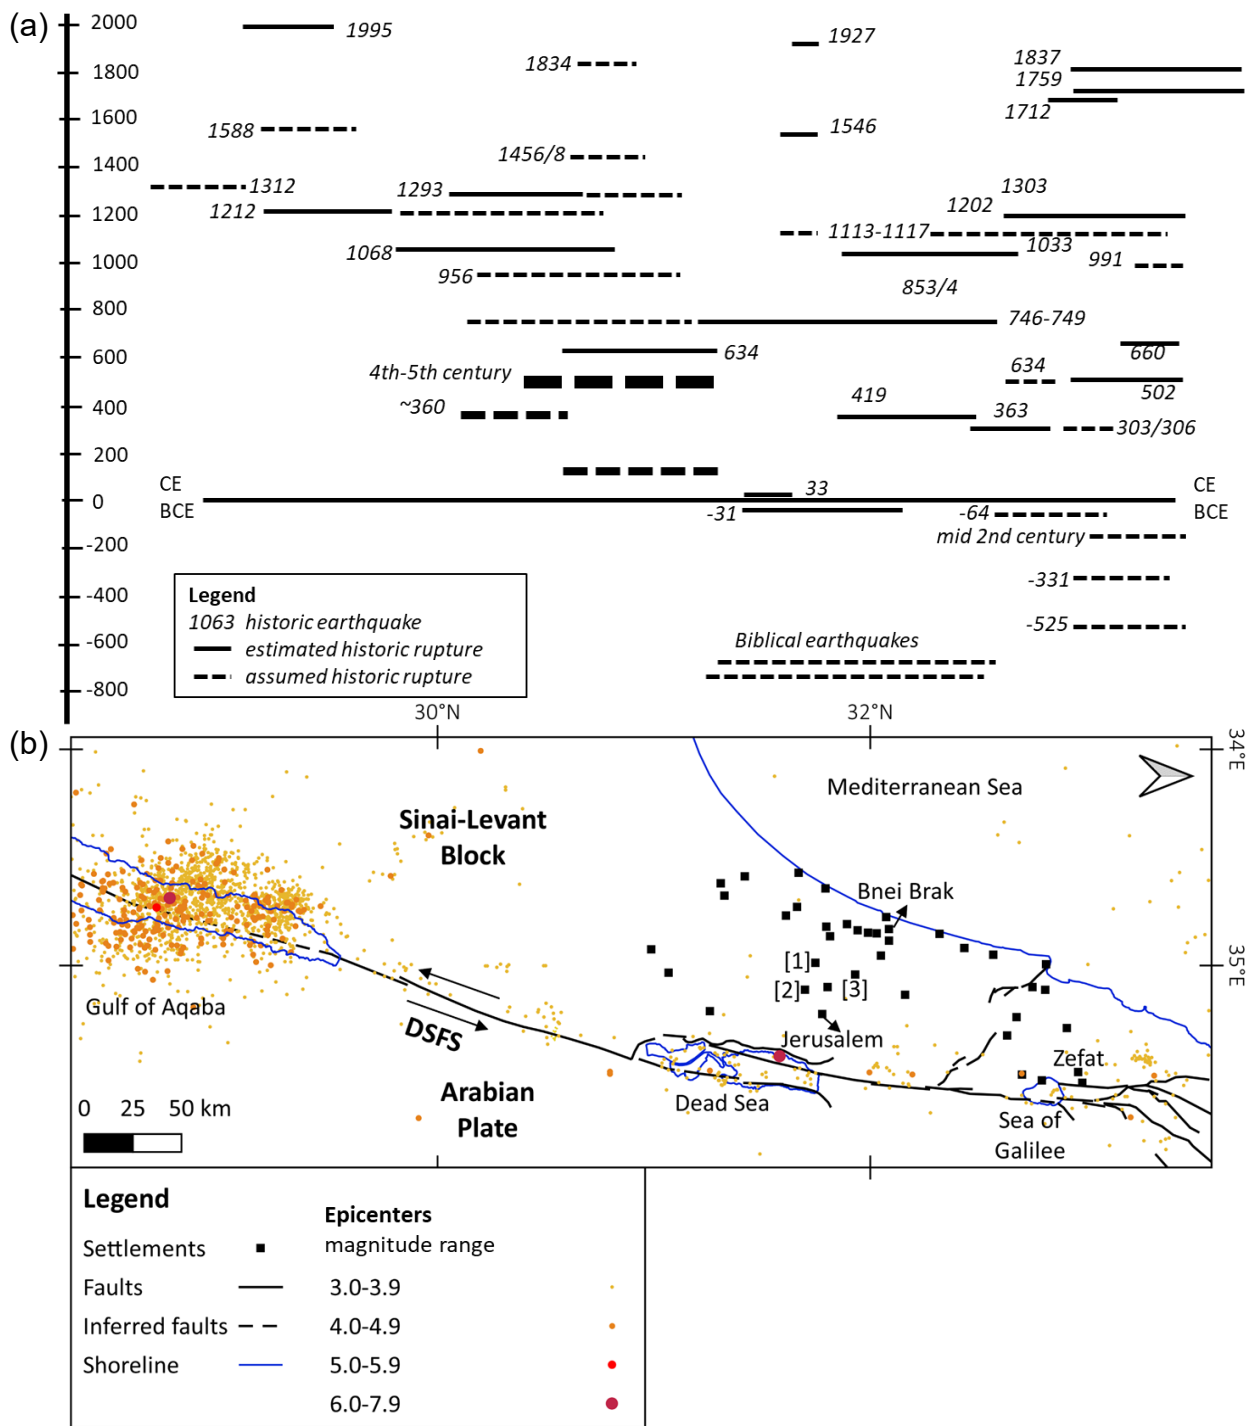 (a)
2000
1995
1927
1837
1834
1800
1759
1712
1600
1588
1546
1456/8
1400
1312
1293
1303
1212
1200
1202
1113-1117
1068
1033
1000
956
991
853/4
800
746-749
634
600
660
4th-5th century
634
502
~360
400
419
363
303/306
200
CE
CE
0
33
BCE
BCE
-31
-64
mid 2nd century
-200
-331
-400
-525
-600
Biblical earthquakes
-800
Legend
1063 historic earthquake
estimated historic rupture
assumed historic rupture
(b)
30°N
32°N
34°E
Mediterranean Sea
Sinai-Levant
Block
Bnei Brak
[1]
35°E
[2]
[3]
Gulf of Aqaba
DSFS
Jerusalem
Zefat
Arabian
Plate
Dead Sea
Sea of
Galilee
0 25 50 km
Legend
Epicenters
magnitude range
Settlements
Faults
3.0-3.9
Inferred faults
4.0-4.9
Shoreline
5.0-5.9
6.0-7.9